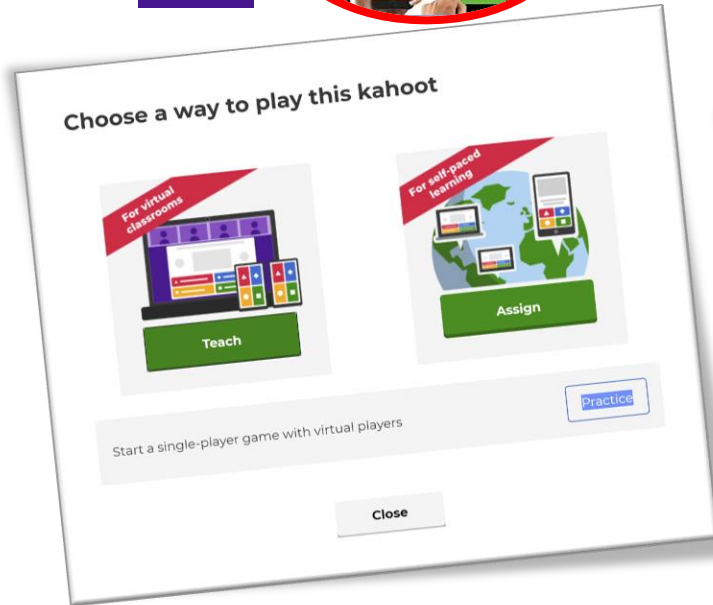 Choose a way to play this kahoot
For virtual
classrooms
For self-paced
learning
Teach
Assign
Start a single-player game with virtual players
Practice
Close